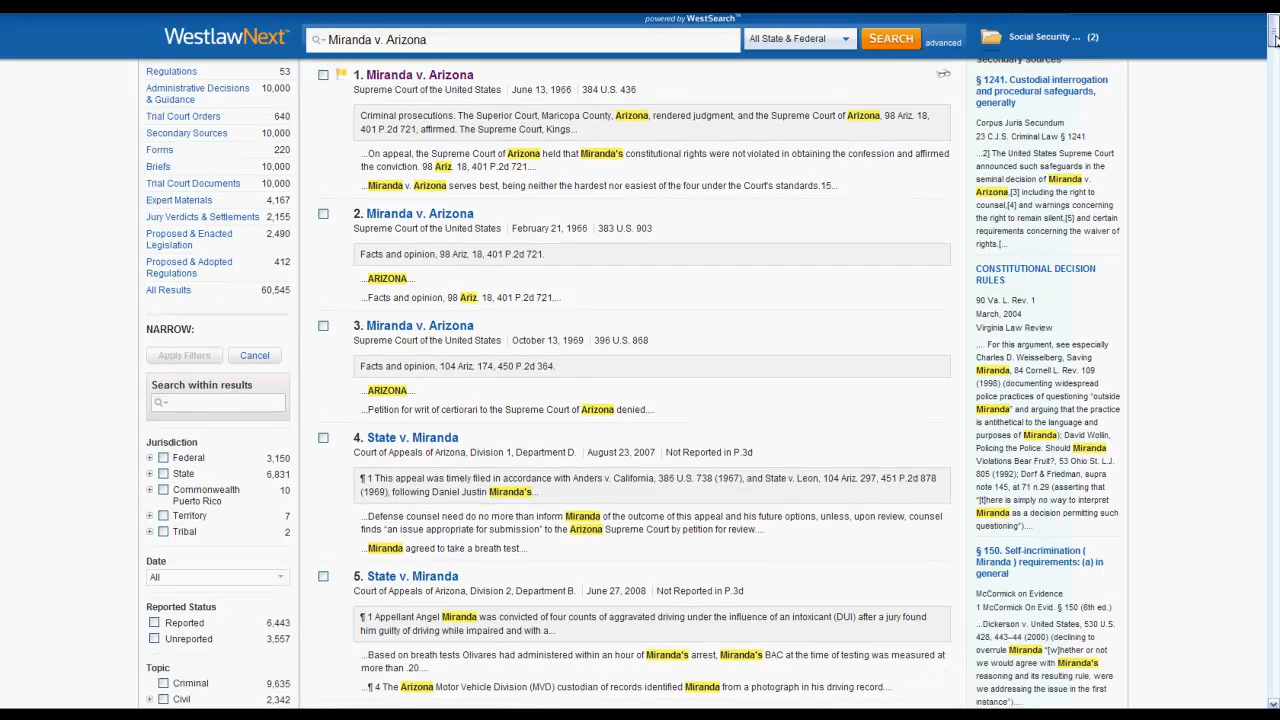 powered by WestSearch™
WestlawNext™
Miranda v. Arizona
All State & Federal
SEARCH
advanced
Social Security ... (2)
Regulations 53
Administrative Decisions 10,000
& Guidance
Trial Court Orders 640
Secondary Sources 10,000
Forms 220
Briefs 10,000
Trial Court Documents 10,000
Expert Materials 4,167
Jury Verdicts & Settlements 2,155
Proposed & Enacted 2,490
Legislation
Proposed & Adopted 412
Regulations
All Results 60,545
NARROW:
Apply Filters Cancel
Search within results
Jurisdiction
Federal 3,150
State 6,831
Commonwealth 10
Puerto Rico
Territory 7
Tribal 2
Date
All
Reported Status
Reported 6,443
Unreported 3,557
Topic
Criminal 9,635
Civil 2,342
1. Miranda v. Arizona
Supreme Court of the United States June 13, 1966 384 U.S. 436
Criminal prosecutions. The Superior Court, Maricopa County, Arizona, rendered judgment, and the Supreme Court of Arizona, 98 Ariz. 18,
401 P.2d 721, affirmed. The Supreme Court, Kings...
...On appeal, the Supreme Court of Arizona held that Miranda's constitutional rights were not violated in obtaining the confession and affirmed
the conviction. 98 Ariz. 18, 401 P.2d 721....
...Miranda v. Arizona serves best, being neither the hardest nor easiest of the four under the Court's standards.15...
2. Miranda v. Arizona
Supreme Court of the United States February 21, 1966 383 U.S. 903
Facts and opinion, 98 Ariz. 18, 401 P.2d 721.
...ARIZONA....
...Facts and opinion, 98 Ariz. 18, 401 P.2d 721....
3. Miranda v. Arizona
Supreme Court of the United States October 13, 1969 396 U.S. 868
Facts and opinion, 104 Ariz. 174, 450 P.2d 364.
...ARIZONA....
...Petition for writ of certiorari to the Supreme Court of Arizona denied....
4. State v. Miranda
Court of Appeals of Arizona, Division 1, Department D. August 23, 2007 Not Reported in P.3d
¶ 1 This appeal was timely filed in accordance with Anders v. California, 386 U.S. 738 (1967), and State v. Leon, 104 Ariz. 297, 451 P.2d 878
(1969), following Daniel Justin Miranda's...
...Defense counsel need do no more than inform Miranda of the outcome of this appeal and his future options, unless, upon review, counsel
finds “an issue appropriate for submission” to the Arizona Supreme Court by petition for review....
...Miranda agreed to take a breath test....
5. State v. Miranda
Court of Appeals of Arizona, Division 2, Department B. June 27, 2008 Not Reported in P.3d
¶ 1 Appellant Angel Miranda was convicted of four counts of aggravated driving under the influence of an intoxicant (DUI) after a jury found
him guilty of driving while impaired and with a...
...Based on breath tests Olivares had administered within an hour of Miranda's arrest, Miranda's BAC at the time of testing was measured at
more than .20....
...¶ 4 The Arizona Motor Vehicle Division (MVD) custodian of records identified Miranda from a photograph in his driving record....
Secondary Sources
§ 1241. Custodial interrogation
and procedural safeguards,
generally
Corpus Juris Secundum
23 C.J.S. Criminal Law § 1241
...2] The United States Supreme Court
announced such safeguards in the
seminal decision of Miranda v.
Arizona,[3] including the right to
counsel,[4] and warnings concerning
the right to remain silent,[5] and certain
requirements concerning the waiver of
rights.[...
CONSTITUTIONAL DECISION
RULES
90 Va. L. Rev. 1
March, 2004
Virginia Law Review
.... For this argument, see especially
Charles D. Weisselberg, Saving
Miranda, 84 Cornell L. Rev. 109
(1998) (documenting widespread
police practices of questioning “outside
Miranda” and arguing that the practice
is antithetical to the language and
purposes of Miranda); David Wollin,
Policing the Police: Should Miranda
Violations Bear Fruit?, 53 Ohio St. L.J.
805 (1992); Dorf & Friedman, supra
note 145, at 71 n.29 (asserting that
“[t]here is simply no way to interpret
Miranda as a decision permitting such
questioning”)....
§ 150. Self-incrimination (
Miranda ) requirements: (a) in
general
McCormick on Evidence
1 McCormick On Evid. § 150 (6th ed.)
...Dickerson v. United States, 530 U.S.
428, 443–44 (2000) (declining to
overrule Miranda “[w]hether or not
we would agree with Miranda's
reasoning and its resulting rule, were
we addressing the issue in the first
instance”)....